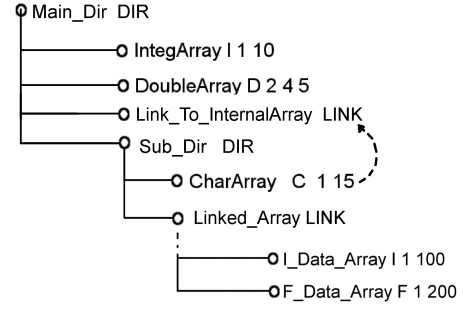 Main_Dir DIR
IntegArray I 1 10
DoubleArray D 2 4 5
Link_To_InternalArray LINK
Sub_Dir DIR
CharArray C 1 15
Linked_Array LINK
I_Data_Array I 1 100
F_Data_Array F 1 200